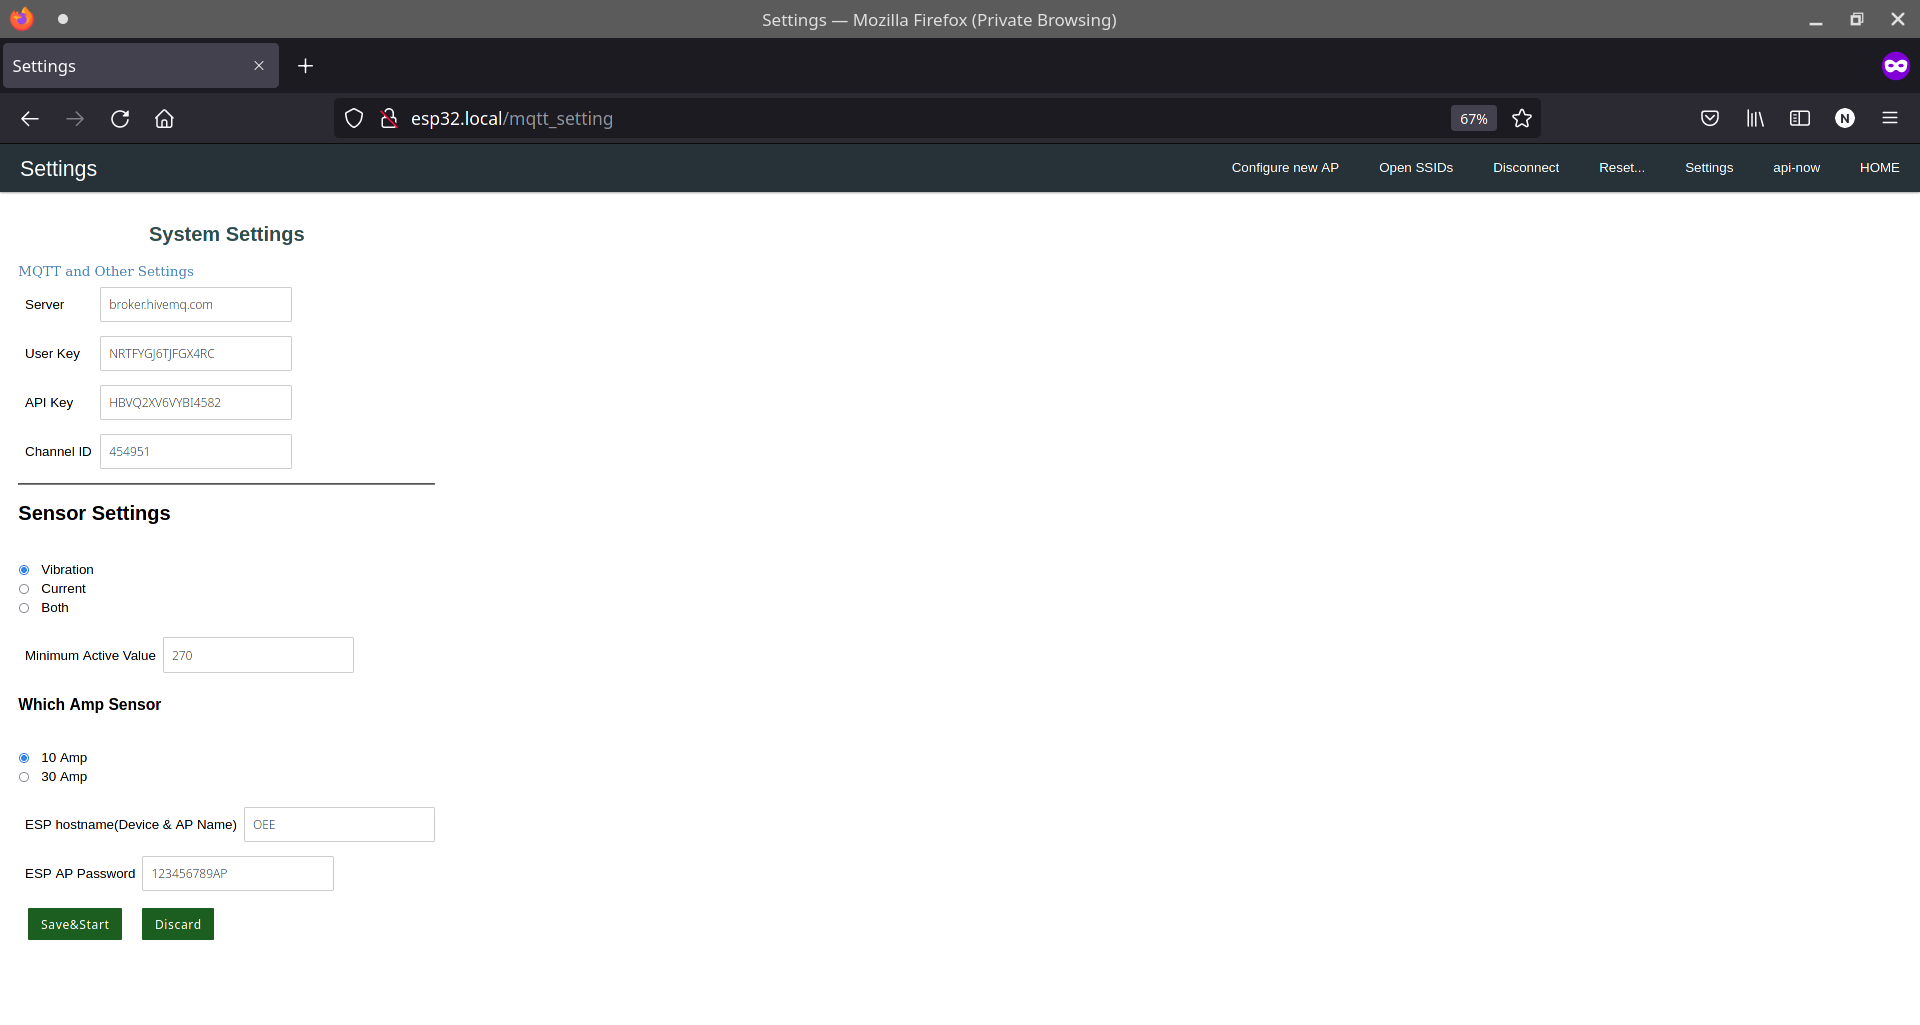 Settings — Mozilla Firefox (Private Browsing)
Settings
esp32.local/mqtt_setting
67%
N
Settings
Configure new AP
Open SSIDs
Disconnect
Reset...
Settings
api-now
HOME
System Settings
MQTT and Other Settings
Server broker.hivemq.com
User Key NRTFYGJ6TJFGX4RC
API Key HBVQ2XV6VYBI4582
Channel ID 454951
Sensor Settings
Vibration
Current
Both
Minimum Active Value 270
Which Amp Sensor
10 Amp
30 Amp
ESP hostname(Device & AP Name) OEE
ESP AP Password 123456789AP
Save&Start Discard